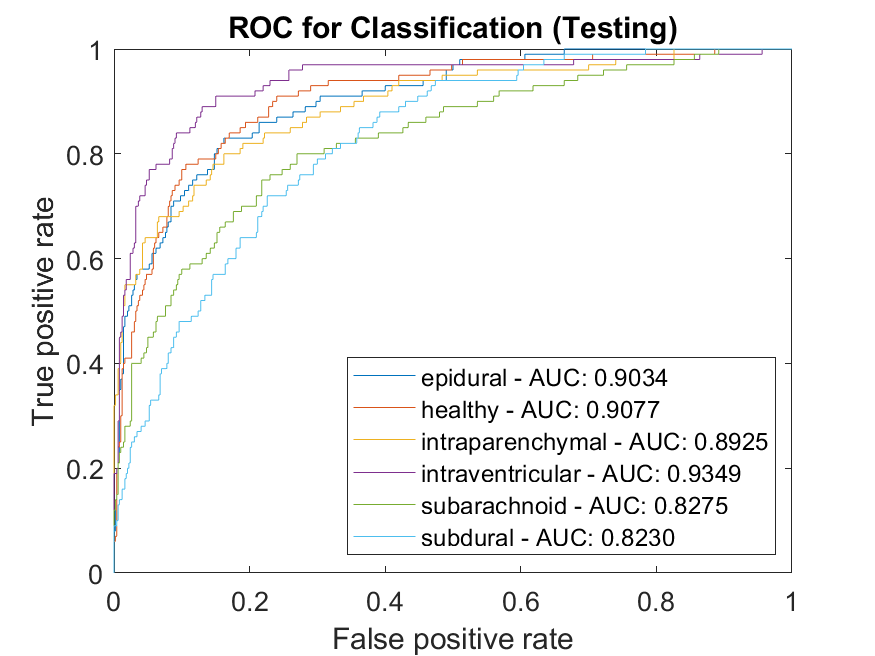 ROC for Classification (Testing)
1
0.8
0.6
0.4
0.2
0
True positive rate
epidural - AUC: 0.9034
healthy - AUC: 0.9077
intraparenchymal - AUC: 0.8925
intraventricular - AUC: 0.9349
subarachnoid - AUC: 0.8275
subdural - AUC: 0.8230
0 0.2 0.4 0.6 0.8 1
False positive rate